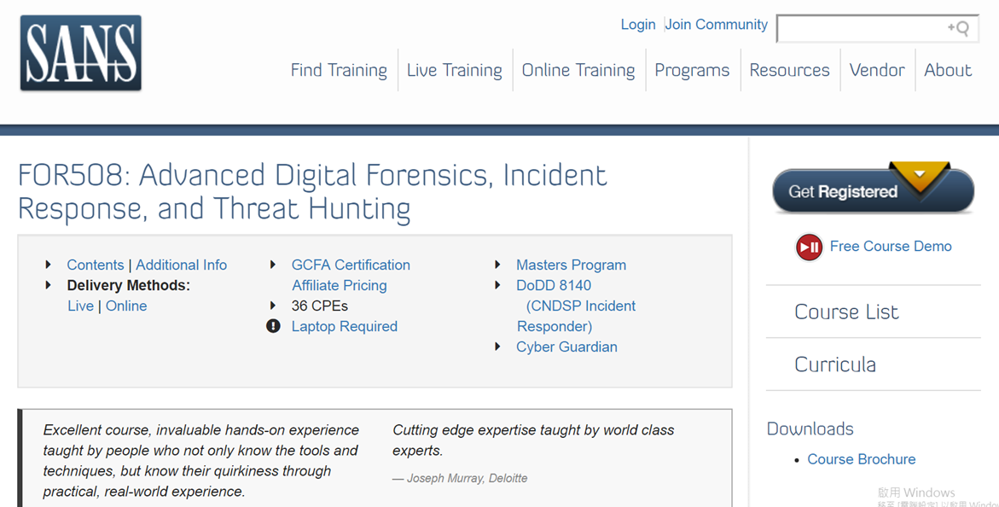 SANS
Login Join Community
Find Training Live Training Online Training Programs Resources Vendor About
FOR508: Advanced Digital Forensics, Incident
Response, and Threat Hunting
Contents | Additional Info
Delivery Methods:
Live | Online
GCFA Certification
Affiliate Pricing
36 CPEs
Laptop Required
Masters Program
DoDD 8140
(CNDSP Incident
Responder)
Cyber Guardian
Excellent course, invaluable hands-on experience
taught by people who not only know the tools and
techniques, but know their quirkiness through
practical, real-world experience.
Cutting edge expertise taught by world class
experts.
— Joseph Murray, Deloitte
Get Registered
Free Course Demo
Course List
Curricula
Downloads
• Course Brochure
啟用 Windows